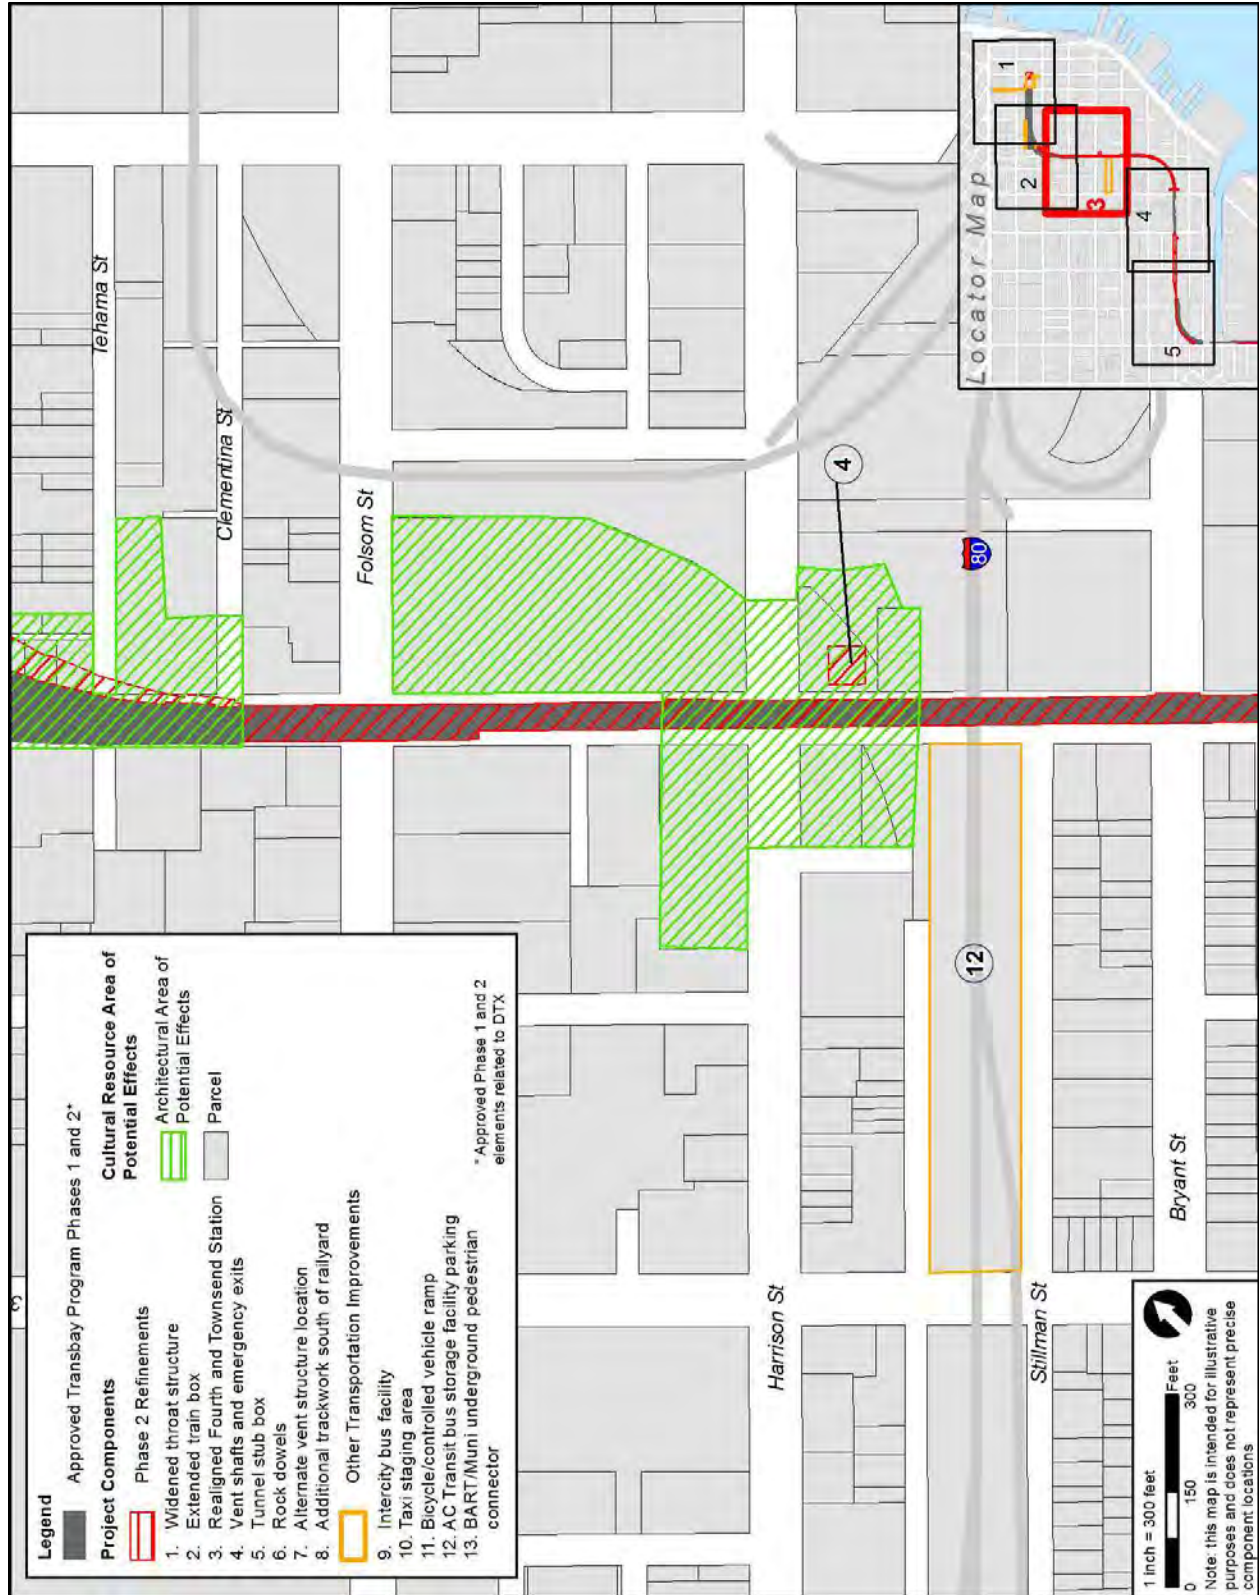 Legend
Approved Transbay Program Phases 1 and 2*
Project Components
Phase 2 Refinements
1. Widened throat structure
2. Extended train box
3. Realigned Fourth and Townsend Station
4. Vent shafts and emergency exits
5. Tunnel stub box
6. Rock dowels
7. Alternate vent structure location
8. Additional trackwork south of railyard
Other Transportation Improvements
9. Intercity bus facility
10. Taxi staging area
11. Bicycle/controlled vehicle ramp
12. AC Transit bus storage facility parking
13. BART/Muni underground pedestrian
connector
Cultural Resource Area of
Potential Effects
Architectural Area of
Potential Effects
Parcel
* Approved Phase 1 and 2
elements related to DTX
Tehama St
Clementina St
Folsom St
4
80
12
Harrison St
Stillman St
Bryant St
Locator Map
1
2
3
4
5
1 inch = 300 feet
0 150 300
Feet
Note: this map is intended for illustrative
purposes and does not represent precise
component locations